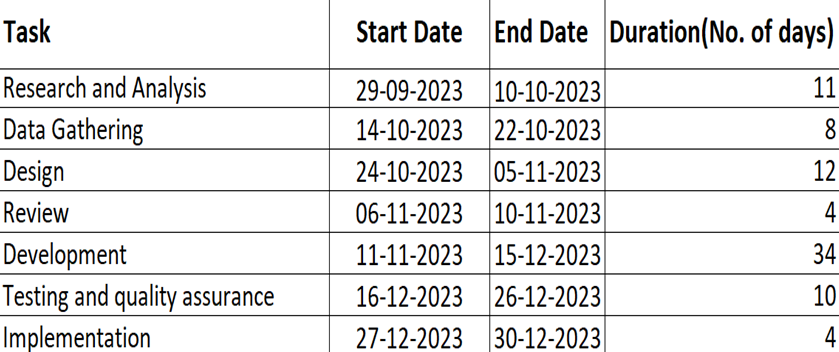 Task Start Date End Date Duration(No. of days)
Research and Analysis 29-09-2023 10-10-2023 11
Data Gathering 14-10-2023 22-10-2023 8
Design 24-10-2023 05-11-2023 12
Review 06-11-2023 10-11-2023 4
Development 11-11-2023 15-12-2023 34
Testing and quality assurance 16-12-2023 26-12-2023 10
Implementation 27-12-2023 30-12-2023 4